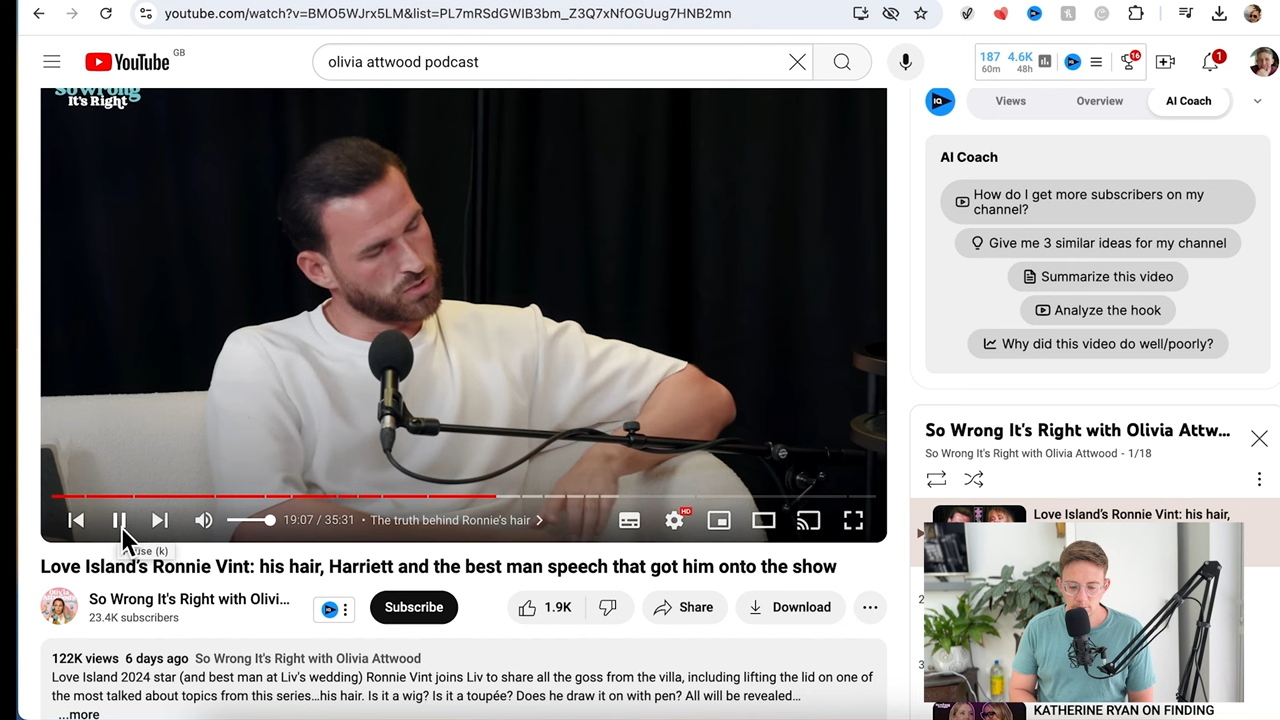 youtube.com/watch?v=BMO5WJrx5LM&list=PL7mRSdGWIB3bm_Z3Q7xNfOGUug7HNB2mn
YouTube GB
olivia attwood podcast
187 4.6K
60m 48h
16
1
So Wrong
It's Right
IQ
Views
Overview
AI Coach
AI Coach
How do I get more subscribers on my
channel?
Give me 3 similar ideas for my channel
Summarize this video
Analyze the hook
Why did this video do well/poorly?
So Wrong It's Right with Olivia Attw...
So Wrong It's Right with Olivia Attwood - 1/18
Love Island's Ronnie Vint: his hair,
2
3
KATHERINE RYAN ON FINDING
19:07 / 35:31 • The truth behind Ronnie's hair
HD
(k)
Love Island's Ronnie Vint: his hair, Harriett and the best man speech that got him onto the show
So Wrong It's Right with Olivi...
23.4K subscribers
Subscribe
1.9K
Share
Download
122K views 6 days ago So Wrong It's Right with Olivia Attwood
Love Island 2024 star (and best man at Liv's wedding) Ronnie Vint joins Liv to share all the goss from the villa, including lifting the lid on one of
the most talked about topics from this series...his hair. Is it a wig? Is it a toupée? Does he draw it on with pen? All will be revealed...
...more